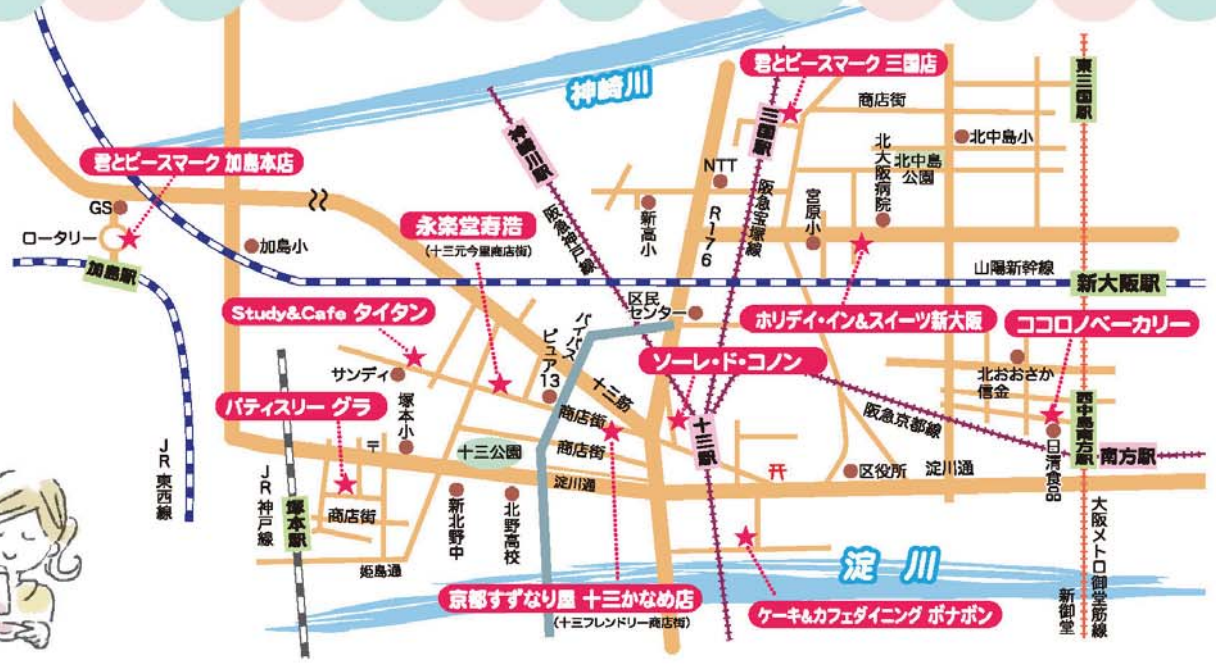 君とピースマーク 三国店
神崎川
東三国駅
商店街
三国駅
北中島小
神崎川駅
北大阪病院
北中島
公園
君とピースマーク 加島本店
NTT
阪急宝塚線
宮原小
GS
永楽堂寿浩
(十三元今里商店街)
阪急神戸線
新高小
R176
ロータリー
加島小
加島駅
山陽新幹線
新大阪駅
Study&Cafe タイタン
区民
センター
ホリデイ・イン&スイーツ新大阪
ココロノベーカリー
バイパス
ピュア13
ソーレ・ド・コノン
サンディ
十三筋
北おおさか
信金
パティスリー グラ
塚本小
商店街
十三駅
阪急京都線
西中島南方駅
〒
十三公園
商店街
南方駅
JR東西線
JR神戸線
淀川通
区役所
淀川通
日清食品
塚本駅
商店街
新北野中
北野高校
大阪メトロ御堂筋線
姫島通
淀川
新御堂
京都すずなり屋 十三かなめ店
(十三フレンドリー商店街)
ケーキ&カフェダイニング ボナボン